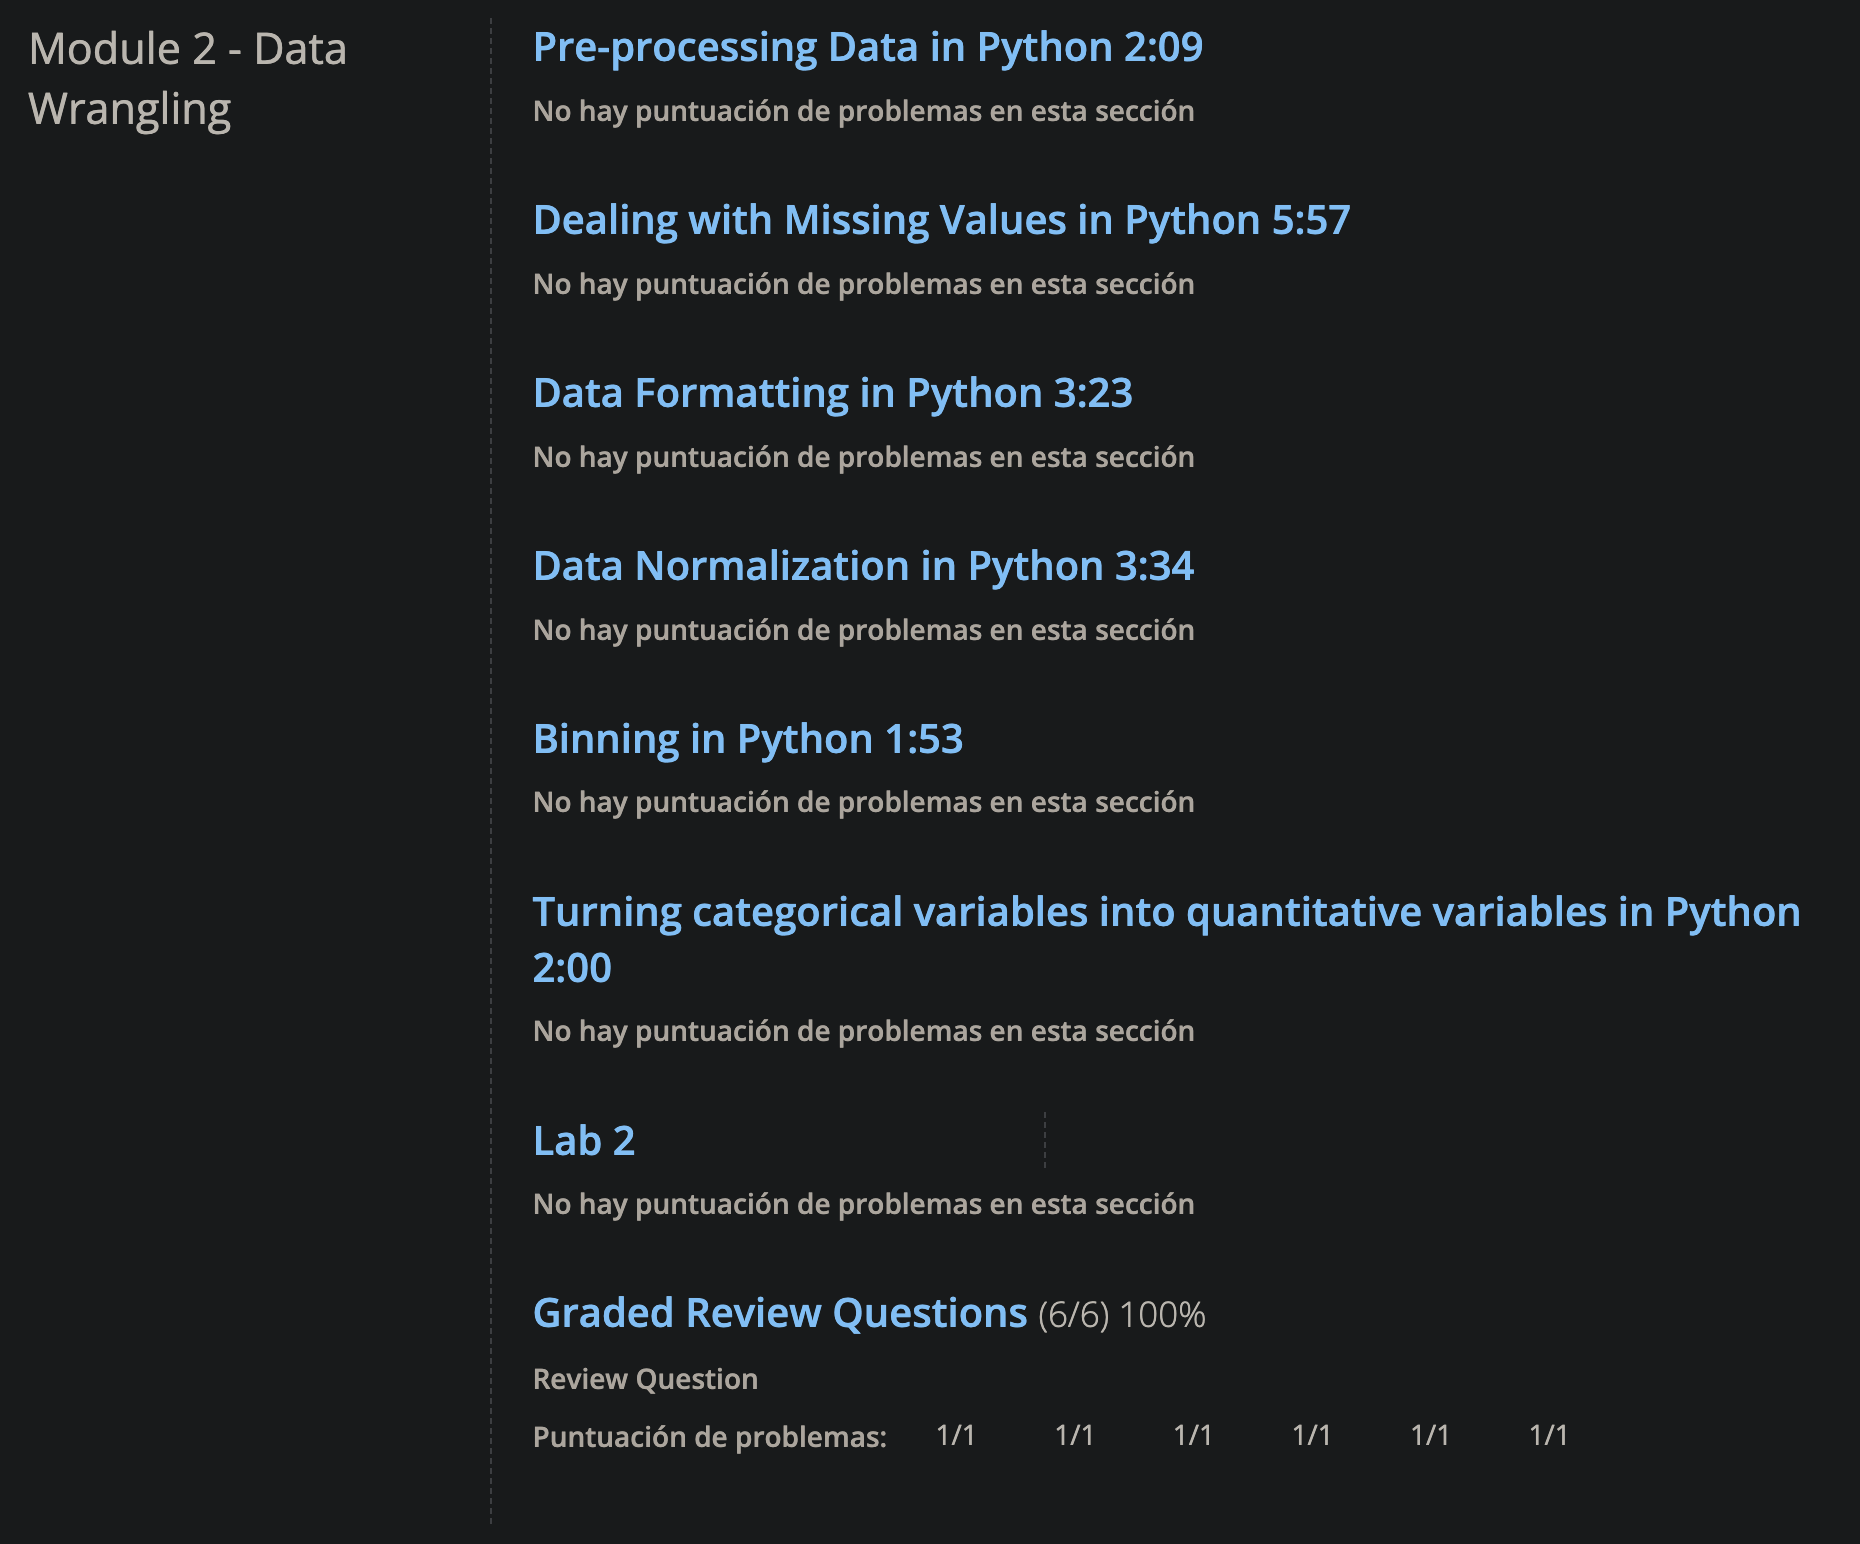 Module 2 - Data
Wrangling
Pre-processing Data in Python 2:09
No hay puntuación de problemas en esta sección
Dealing with Missing Values in Python 5:57
No hay puntuación de problemas en esta sección
Data Formatting in Python 3:23
No hay puntuación de problemas en esta sección
Data Normalization in Python 3:34
No hay puntuación de problemas en esta sección
Binning in Python 1:53
No hay puntuación de problemas en esta sección
Turning categorical variables into quantitative variables in Python
2:00
No hay puntuación de problemas en esta sección
Lab 2
No hay puntuación de problemas en esta sección
Graded Review Questions (6/6) 100%
Review Question
Puntuación de problemas: 1/1 1/1 1/1 1/1 1/1 1/1